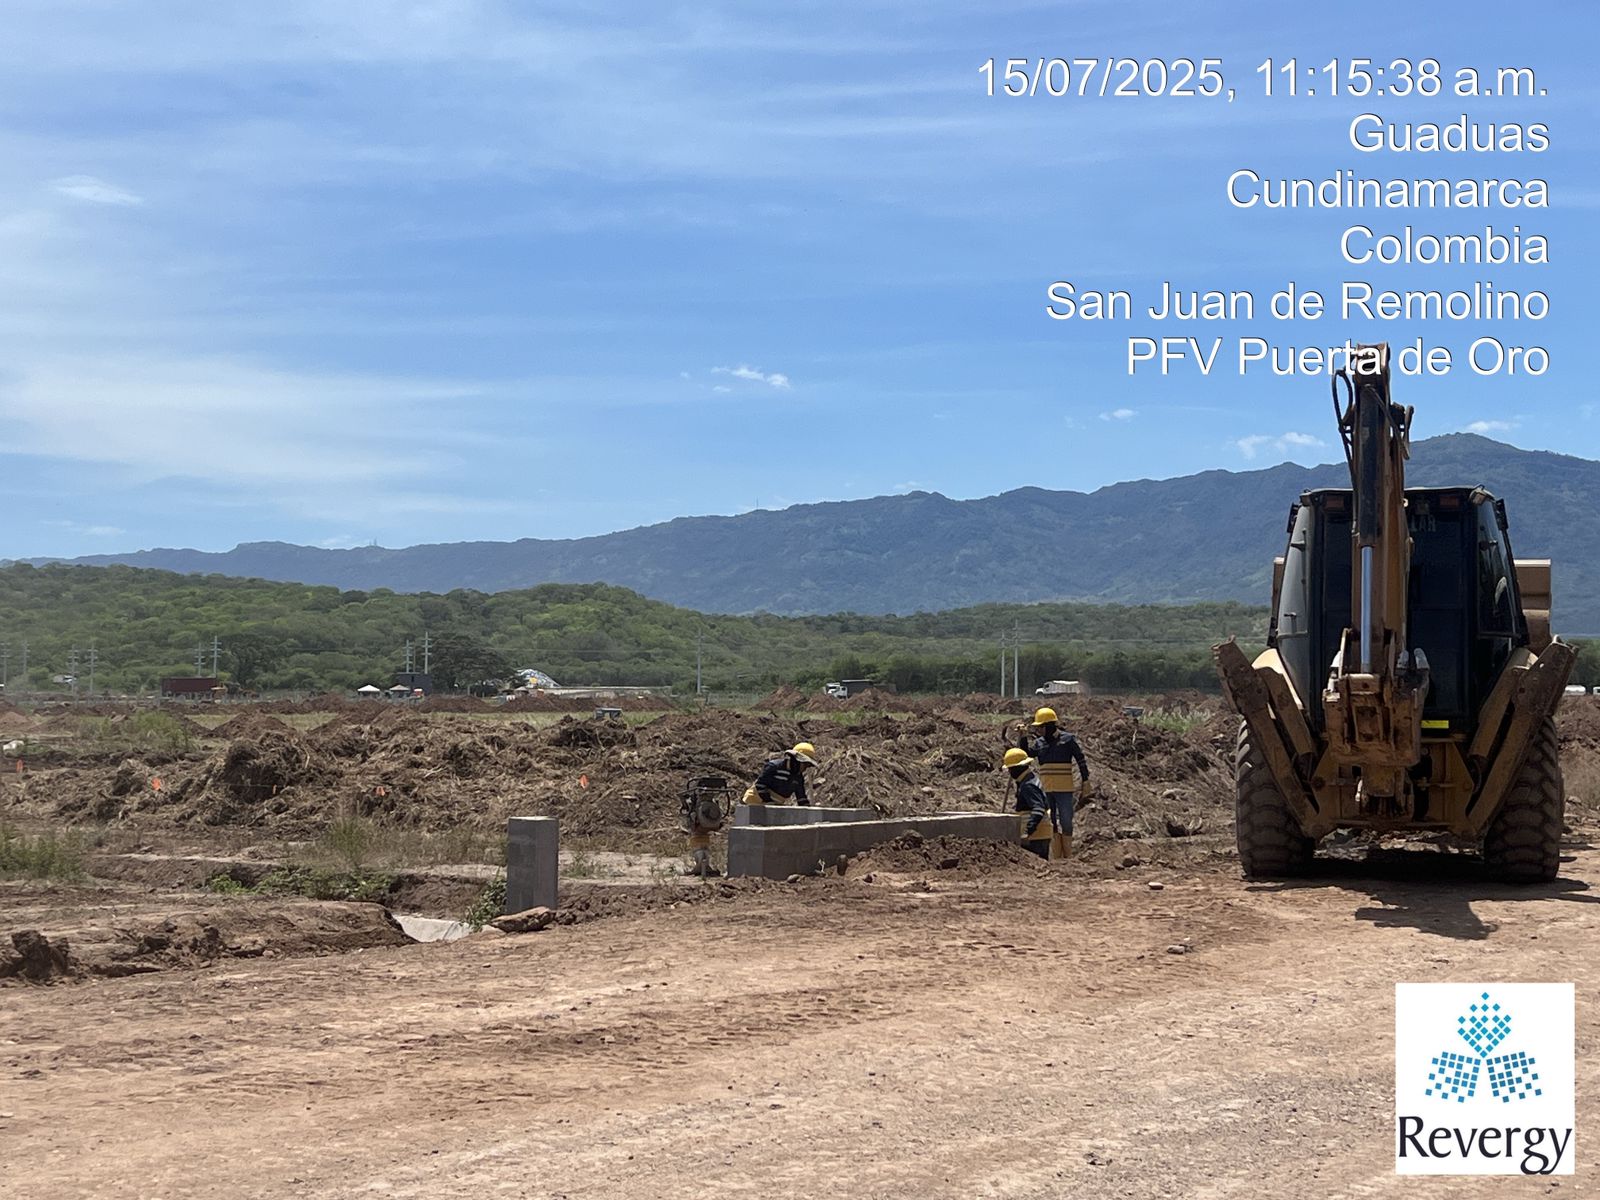 15/07/2025, 11:15:38 a.m.
Guaduas
Cundinamarca
Colombia
San Juan de Remolino
PFV Puerta de Oro
Revergy